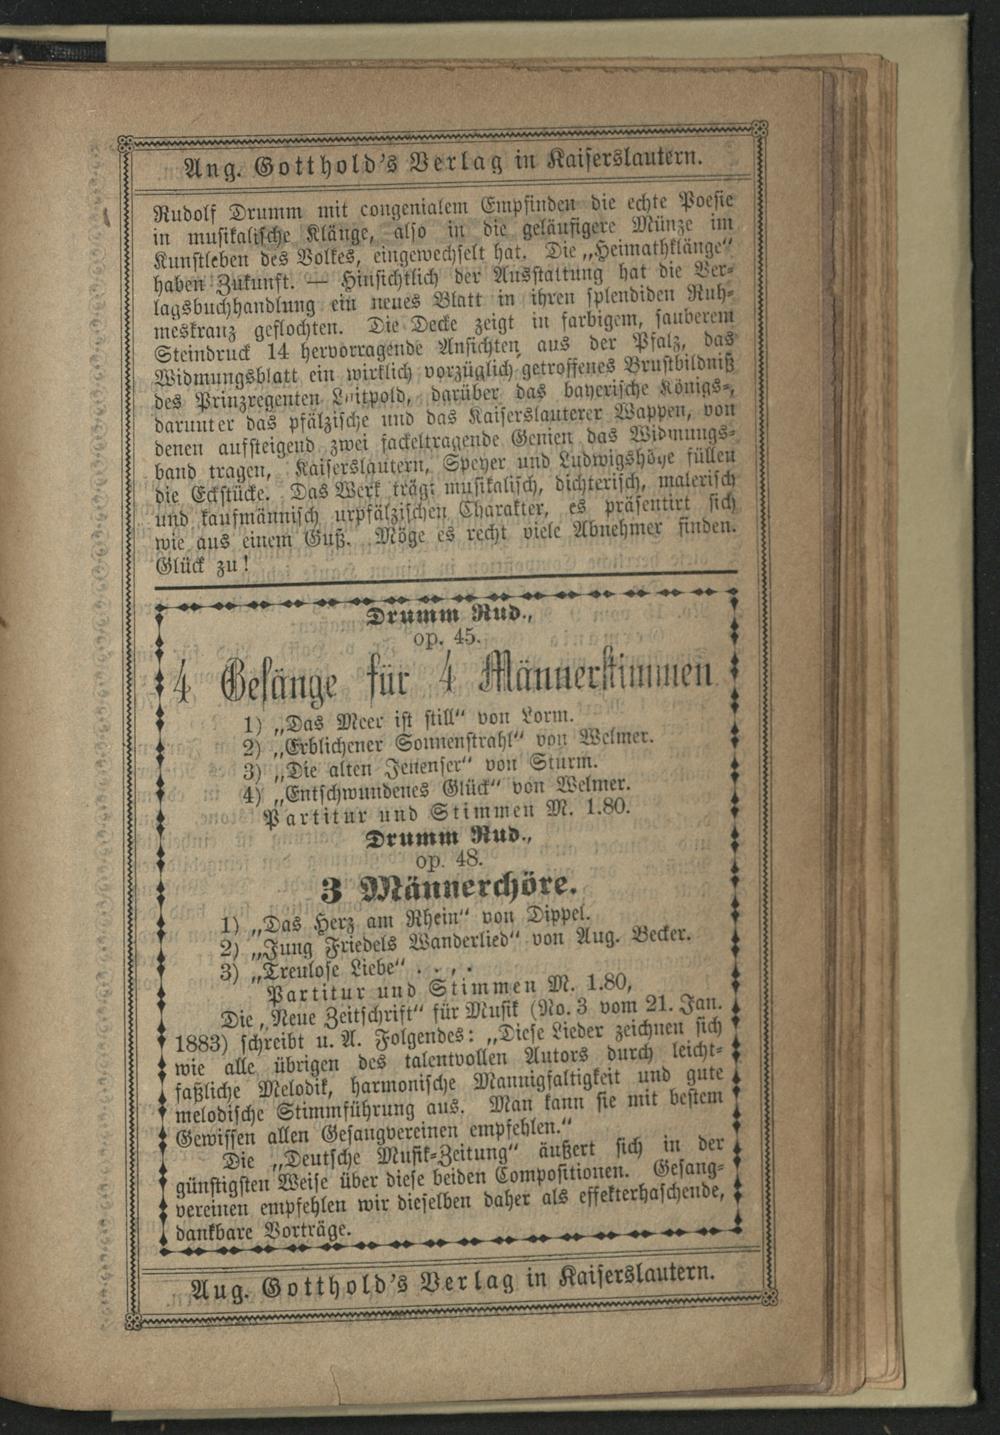 Aug. Gotthold's Verlag in Kaiserslautern.
Rudolf Drumm mit congenialem Empfinden die echte Poesie
in musikalische Klänge, also in die geläufigere Münze im
Kunstleben des Volkes, eingewechselt hat. Die „Heimathklänge“
haben Zukunft. — Hinsichtlich der Ausstattung hat die Ver-
lagsbuchhandlung ein neues Blatt in ihren splendiden Ruh-
meskranz geflochten. Die Decke zeigt in farbigem, sauberem
Steindruck 14 hervorragende Ansichten aus der Pfalz, das
Widmungsblatt ein wirklich vorzüglich getroffenes Brustbildniß
des Prinzregenten Luitpold, darüber das bayerische Königs-,
darunter das pfälzische und das Kaiserslauterer Wappen, von
denen aufsteigend zwei fackeltragende Genien das Widmungs-
band tragen, Kaiserslautern, Speyer und Ludwigshöhe füllen
die Eckstücke. Das Werk trägt musikalisch, dichterisch, malerisch
und kaufmännisch urpfälzischen Charakter, es präsentirt sich
wie aus einem Guß. Möge es recht viele Abnehmer finden.
Glück zu!
Drumm Rud.,
op. 45.
4 Gesänge für 4 Männerstimmen
1) „Das Meer ist still“ von Lorm.
2) „Erblichener Sonnenstrahl“ von Welmer.
3) „Die alten Jenenser“ von Sturm.
4) „Entschwundenes Glück“ von Welmer.
Partitur und Stimmen M. 1.80.
Drumm Rud.,
op. 48.
3 Männerchöre.
1) „Das Herz am Rhein“ von Dippel.
2) „Jung Friedels Wanderlied“ von Aug. Becker.
3) „Treulose Liebe“ . . . .
Partitur und Stimmen M. 1.80,
Die „Neue Zeitschrift“ für Musik (No. 3 vom 21. Jan.
1883) schreibt u. A. Folgendes: „Diese Lieder zeichnen sich
wie alle übrigen des talentvollen Autors durch leicht-
faßliche Melodik, harmonische Mannigfaltigkeit und gute
melodische Stimmführung aus. Man kann sie mit bestem
Gewissen allen Gesangvereinen empfehlen.“
Die „Deutsche Musik-Zeitung“ äußert sich in der
günstigsten Weise über diese beiden Compositionen. Gesang-
vereinen empfehlen wir dieselben daher als effekterhaschende,
dankbare Vorträge.
Aug. Gotthold's Verlag in Kaiserslautern.